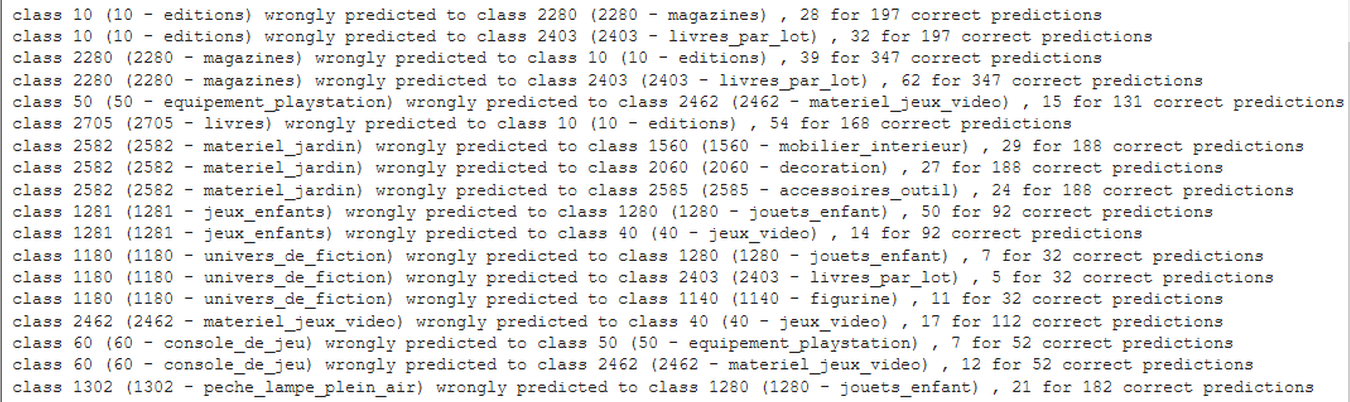 class 10 (10 - editions) wrongly predicted to class 2280 (2280 - magazines) , 28 for 197 correct predictions
class 10 (10 - editions) wrongly predicted to class 2403 (2403 - livres_par_lot) , 32 for 197 correct predictions
class 2280 (2280 - magazines) wrongly predicted to class 10 (10 - editions) , 39 for 347 correct predictions
class 2280 (2280 - magazines) wrongly predicted to class 2403 (2403 - livres_par_lot) , 62 for 347 correct predictions
class 50 (50 - equipement_playstation) wrongly predicted to class 2462 (2462 - materiel_jeux_video) , 15 for 131 correct predictions
class 2705 (2705 - livres) wrongly predicted to class 10 (10 - editions) , 54 for 168 correct predictions
class 2582 (2582 - materiel_jardin) wrongly predicted to class 1560 (1560 - mobilier_interieur) , 29 for 188 correct predictions
class 2582 (2582 - materiel_jardin) wrongly predicted to class 2060 (2060 - decoration) , 27 for 188 correct predictions
class 2582 (2582 - materiel_jardin) wrongly predicted to class 2585 (2585 - accessoires_outil) , 24 for 188 correct predictions
class 1281 (1281 - jeux_enfants) wrongly predicted to class 1280 (1280 - jouets_enfant) , 50 for 92 correct predictions
class 1281 (1281 - jeux_enfants) wrongly predicted to class 40 (40 - jeux_video) , 14 for 92 correct predictions
class 1180 (1180 - univers_de_fiction) wrongly predicted to class 1280 (1280 - jouets_enfant) , 7 for 32 correct predictions
class 1180 (1180 - univers_de_fiction) wrongly predicted to class 2403 (2403 - livres_par_lot) , 5 for 32 correct predictions
class 1180 (1180 - univers_de_fiction) wrongly predicted to class 1140 (1140 - figurine) , 11 for 32 correct predictions
class 2462 (2462 - materiel_jeux_video) wrongly predicted to class 40 (40 - jeux_video) , 17 for 112 correct predictions
class 60 (60 - console_de_jeu) wrongly predicted to class 50 (50 - equipement_playstation) , 7 for 52 correct predictions
class 60 (60 - console_de_jeu) wrongly predicted to class 2462 (2462 - materiel_jeux_video) , 12 for 52 correct predictions
class 1302 (1302 - peche_lampe_plein_air) wrongly predicted to class 1280 (1280 - jouets_enfant) , 21 for 182 correct predictions